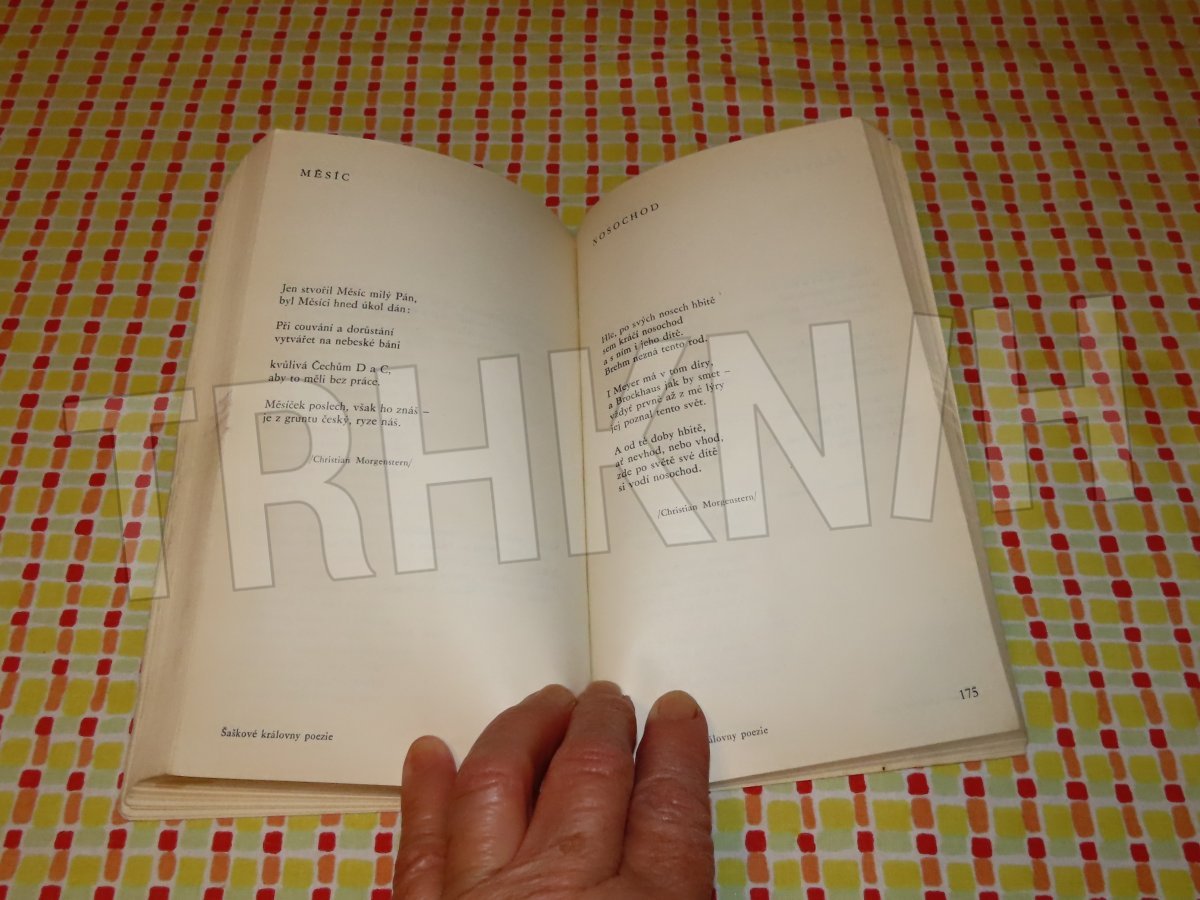 MĚSÍC
Jen stvořil Měsíc milý Pán,
byl Měsíci hned úkol dán:
Při couvání a dorůstání
vytvářet na nebeské báni
kvůlivá Čechům D a C,
aby to měli bez práce.
Měsíček poslech, však ho znáš –
je z gruntu český, ryze náš.
/Christian Morgenstern/
Šaškové královny poezie
NOSOCHOD
Hle, po svých nosech hbitě
sem kráčí nosochod
a s ním i jeho dítě.
Brehm nezná tento rod.
I Meyer má v tom díry,
a Brockhaus jak by smet –
vždyť prvně až z mé lýry
jej poznal tento svět.
A od té doby hbitě,
ať nevhod, nebo vhod,
zde po světě své dítě
si vodí nosochod.
/Christian Morgenstern/
175
álovny poezie
TRHKNIH